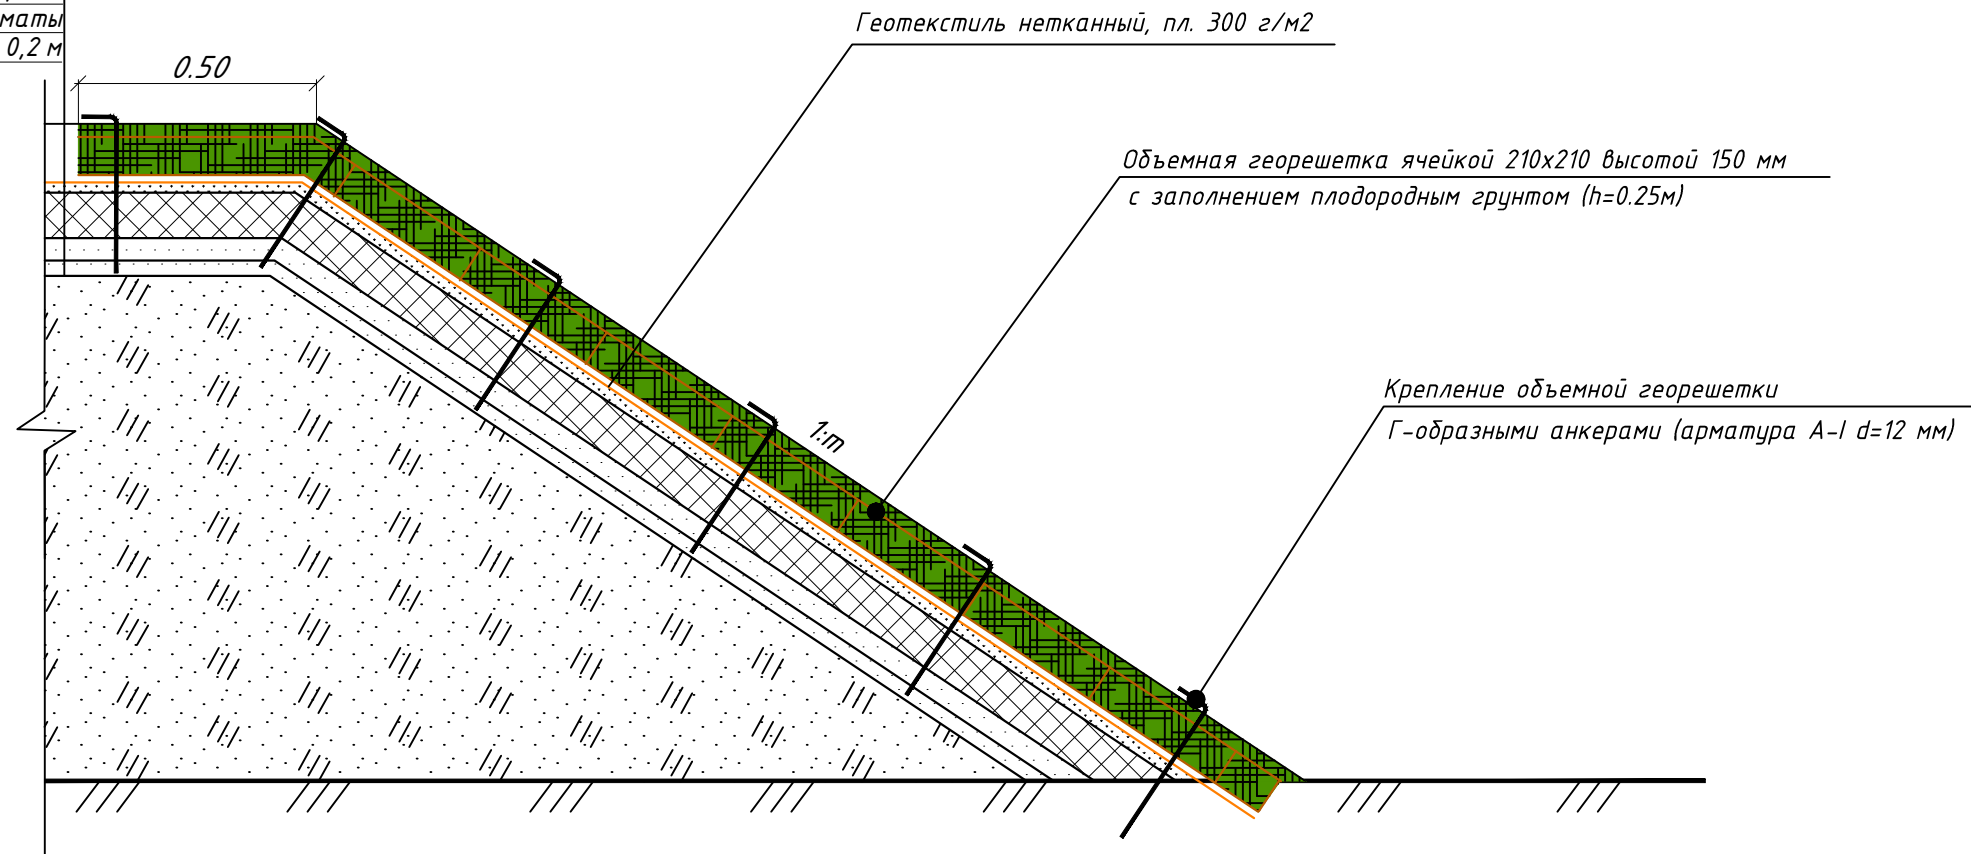 маты
0,2 м
0.50
Геотекстиль нетканный, пл. 300 г/м2
Объемная георешетка ячейкой 210х210 высотой 150 мм
с заполнением плодородным грунтом (h=0.25м)
1:m
Крепление объемной георешетки
Г-образными анкерами (арматура А-I d=12 мм)